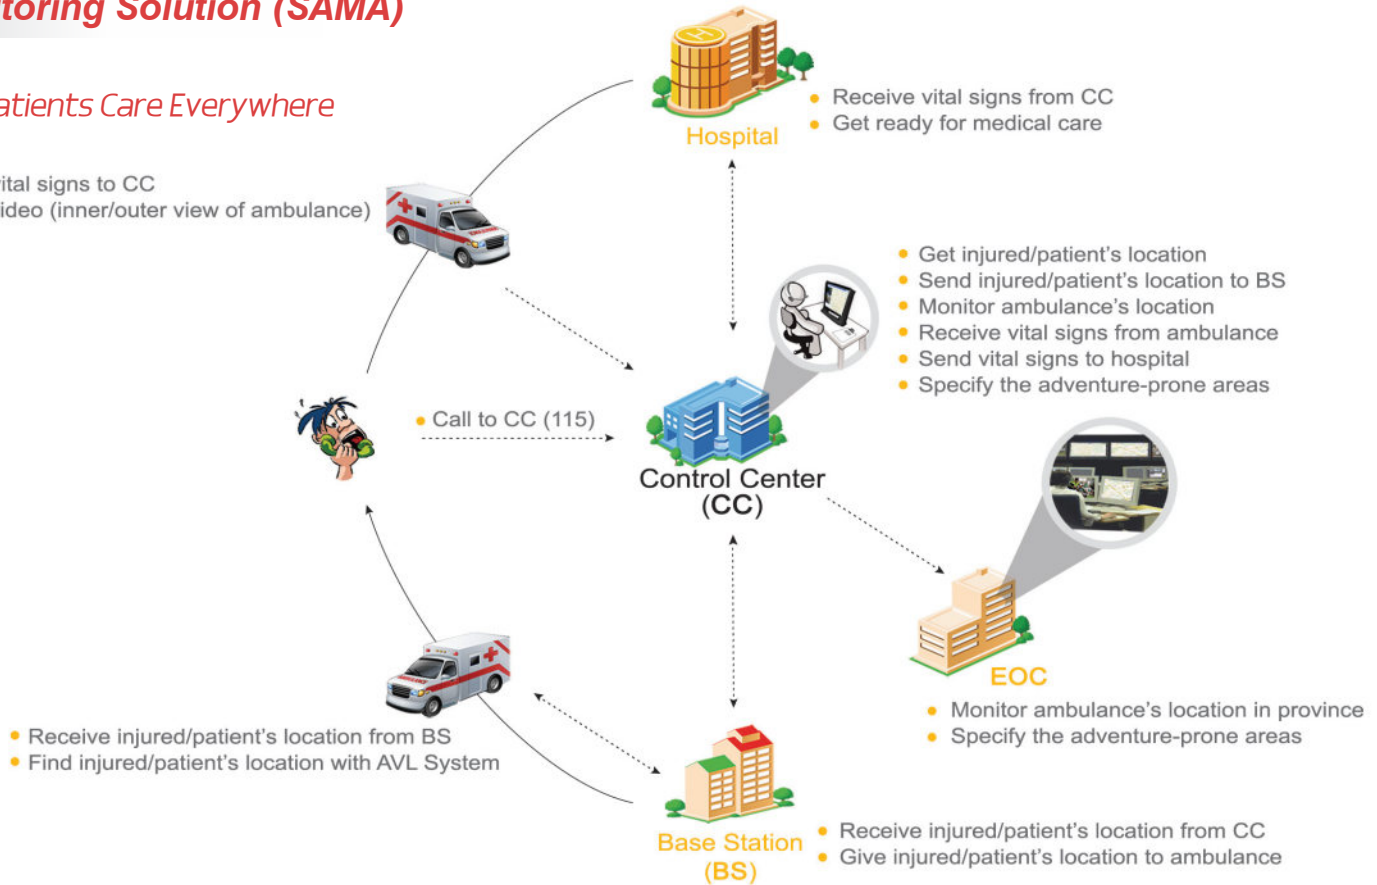 toring Solution (SAMA)
atients Care Everywhere
Hospital
Receive vital signs from CC
Get ready for medical care
vital signs to CC
ideo (inner/outer view of ambulance)
Get injured/patient's location
Send injured/patient's location to BS
Monitor ambulance's location
Receive vital signs from ambulance
Send vital signs to hospital
Specify the adventure-prone areas
Call to CC (115)
Control Center
(CC)
EOC
Monitor ambulance's location in province
Specify the adventure-prone areas
Receive injured/patient's location from BS
Find injured/patient's location with AVL System
Base Station
(BS)
Receive injured/patient's location from CC
Give injured/patient's location to ambulance